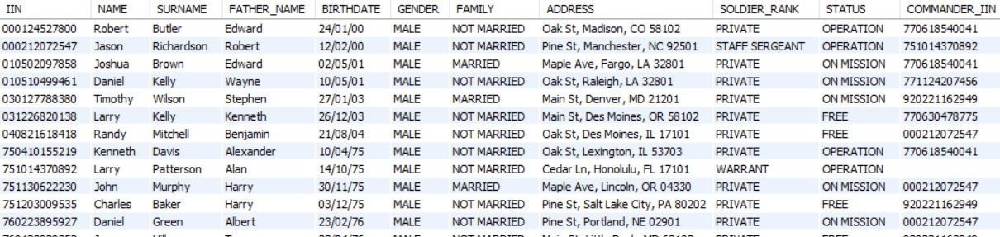 IIN NAME SURNAME FATHER_NAME BIRTHDATE GENDER FAMILY ADDRESS SOLDIER_RANK STATUS COMMANDER_IIN
000124527800 Robert Butler Edward 24/01/00 MALE NOT MARRIED Oak St, Madison, CO 58102 PRIVATE OPERATION 770618540041
000212072547 Jason Richardson Robert 12/02/00 MALE NOT MARRIED Pine St, Manchester, NC 92501 STAFF SERGEANT OPERATION 751014370892
010502097858 Joshua Brown Edward 02/05/01 MALE MARRIED Maple Ave, Fargo, LA 32801 PRIVATE ON MISSION 770618540041
010510499461 Daniel Kelly Wayne 10/05/01 MALE NOT MARRIED Oak St, Raleigh, LA 32801 PRIVATE ON MISSION 771124207456
030127788380 Timothy Wilson Stephen 27/01/03 MALE MARRIED Main St, Denver, MD 21201 PRIVATE ON MISSION 920221162949
031226820138 Larry Kelly Kenneth 26/12/03 MALE NOT MARRIED Main St, Des Moines, OR 58102 PRIVATE FREE 770630478775
040821618418 Randy Mitchell Benjamin 21/08/04 MALE NOT MARRIED Oak St, Des Moines, IL 17101 PRIVATE FREE 000212072547
750410155219 Kenneth Davis Alexander 10/04/75 MALE NOT MARRIED Oak St, Lexington, IL 53703 PRIVATE OPERATION 770618540041
751014370892 Larry Patterson Alan 14/10/75 MALE NOT MARRIED Cedar Ln, Honolulu, FL 17101 WARRANT OPERATION
751130622230 John Murphy Harry 30/11/75 MALE MARRIED Maple Ave, Lincoln, OR 04330 PRIVATE ON MISSION 000212072547
751203009535 Charles Baker Harry 03/12/75 MALE NOT MARRIED Pine St, Salt Lake City, PA 80202 PRIVATE FREE 920221162949
760223895927 Daniel Green Albert 23/02/76 MALE NOT MARRIED Pine St, Portland, NE 02901 PRIVATE ON MISSION 000212072547